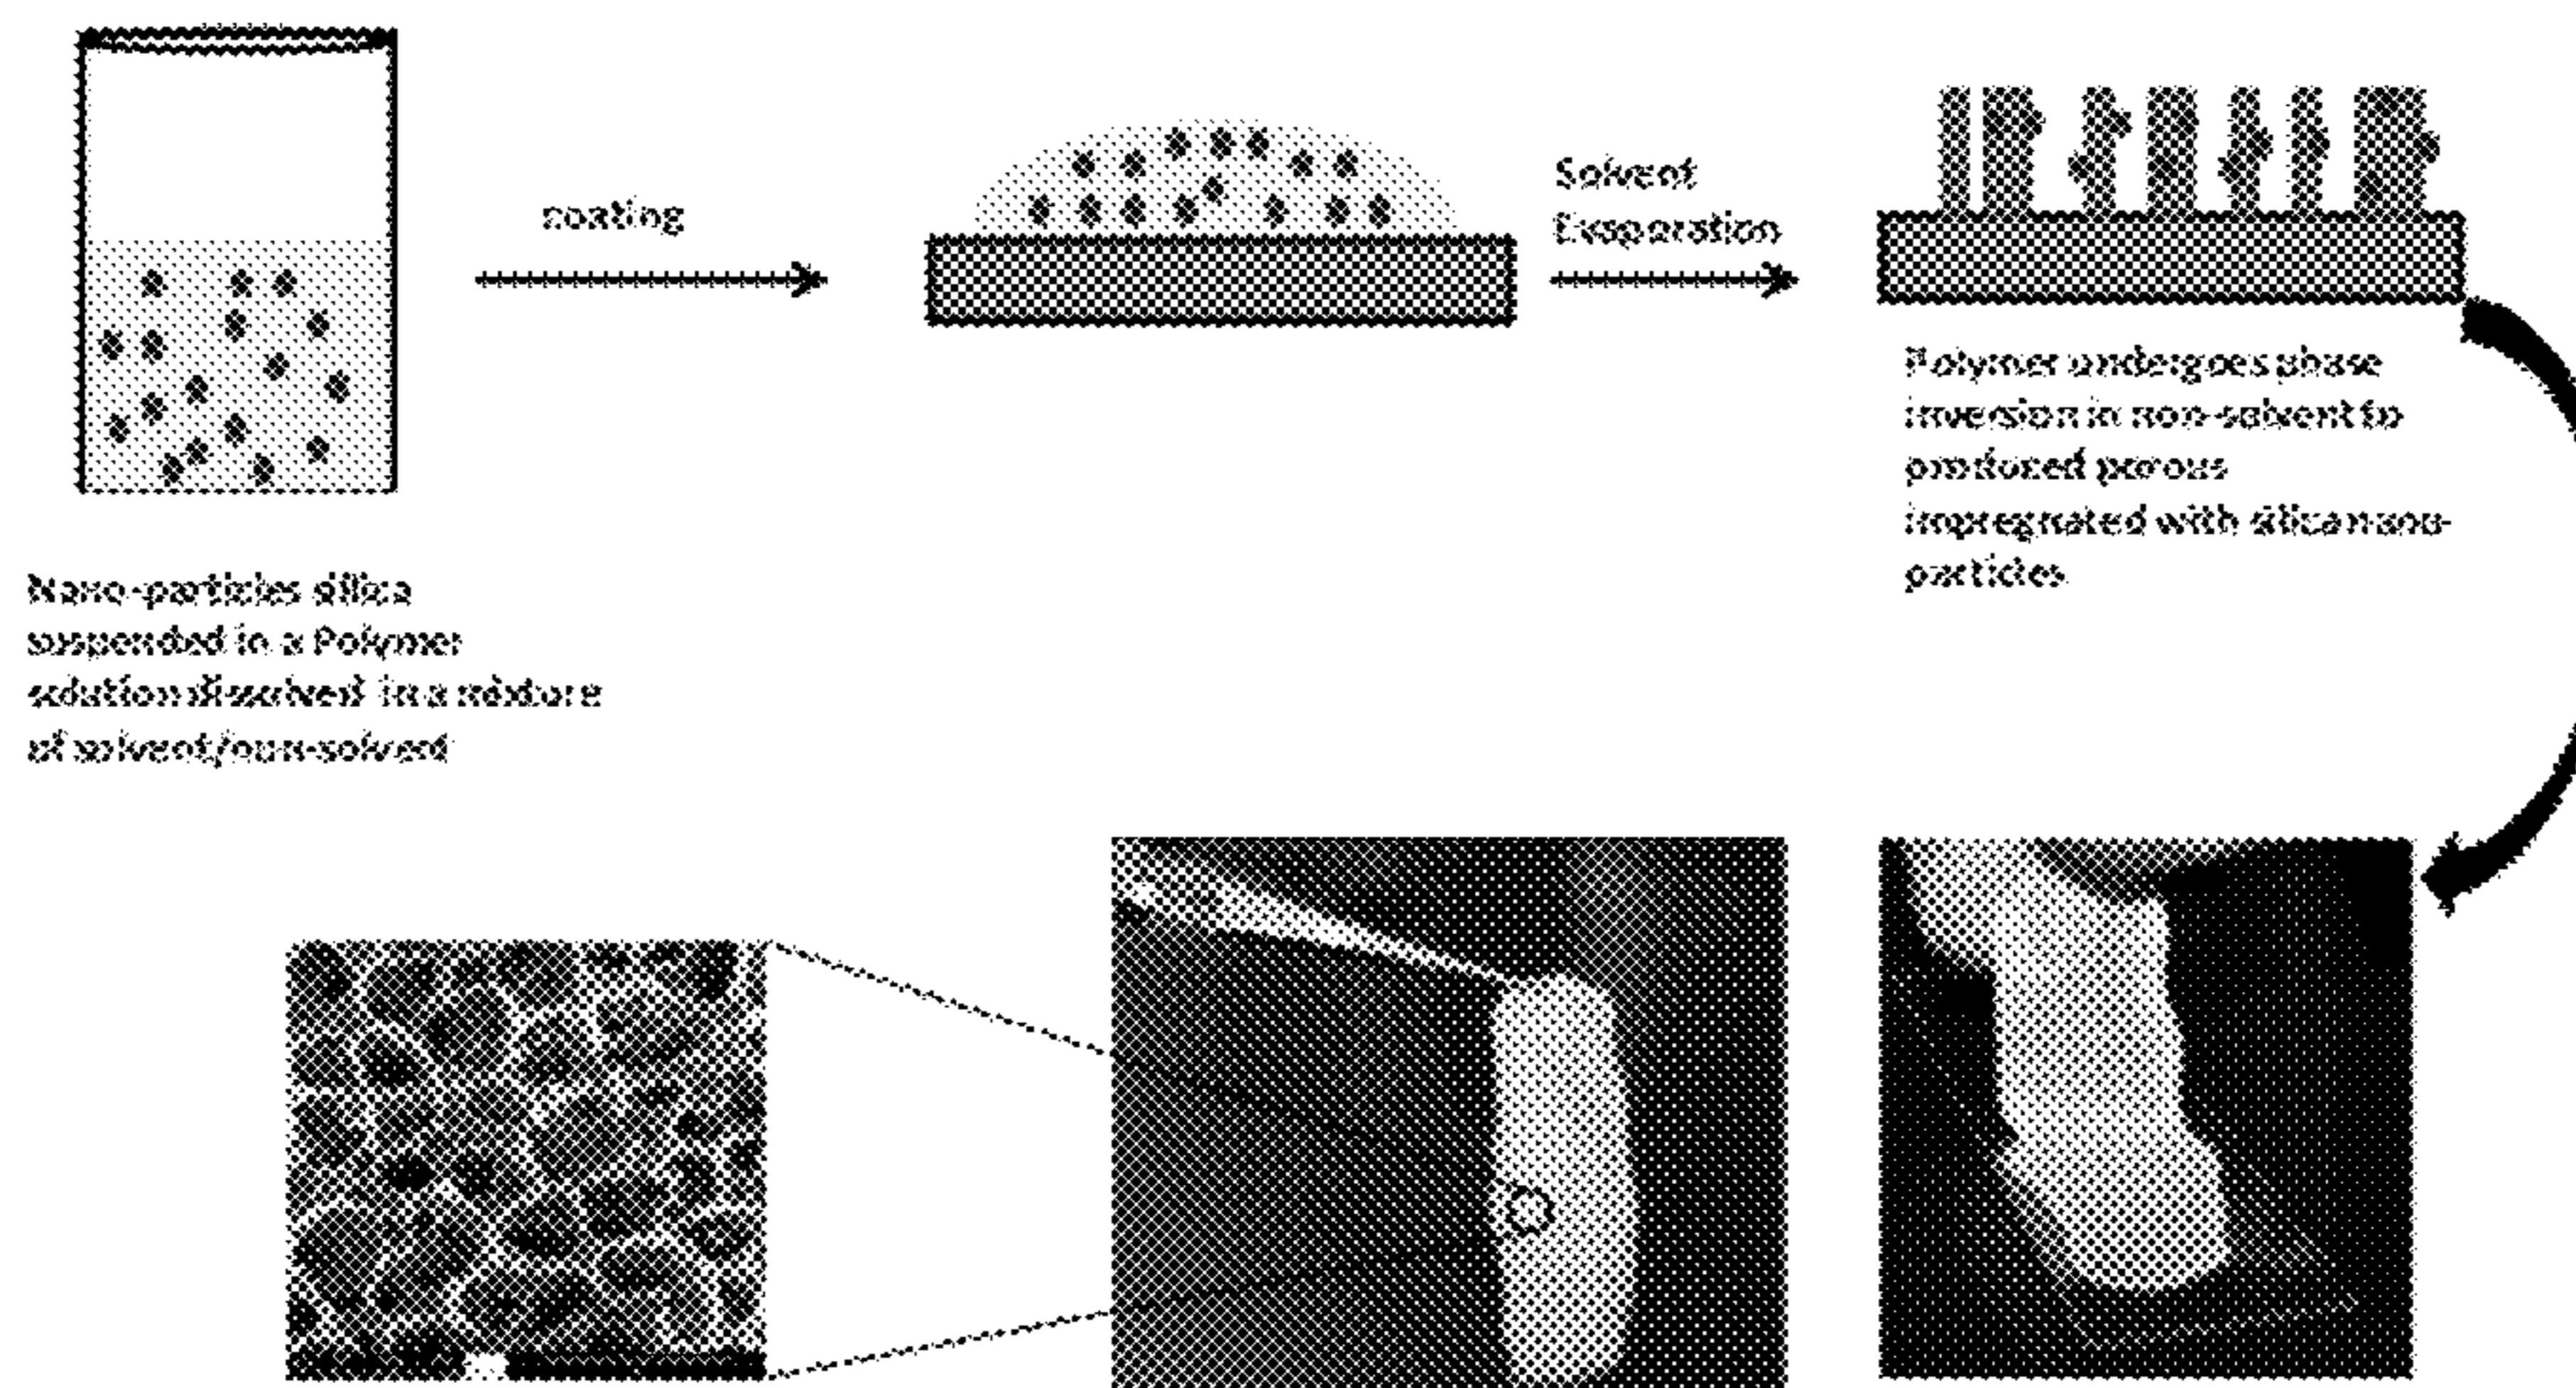 coating
Solvent
Evaporation
Polymer undergoes phase
inversion in non-solvent to
produced porous
impregnated with silica nano-
particles
Nano-particles silica
suspended in a Polymer
solution dissolved in a mixture
of solvent/non-solvent